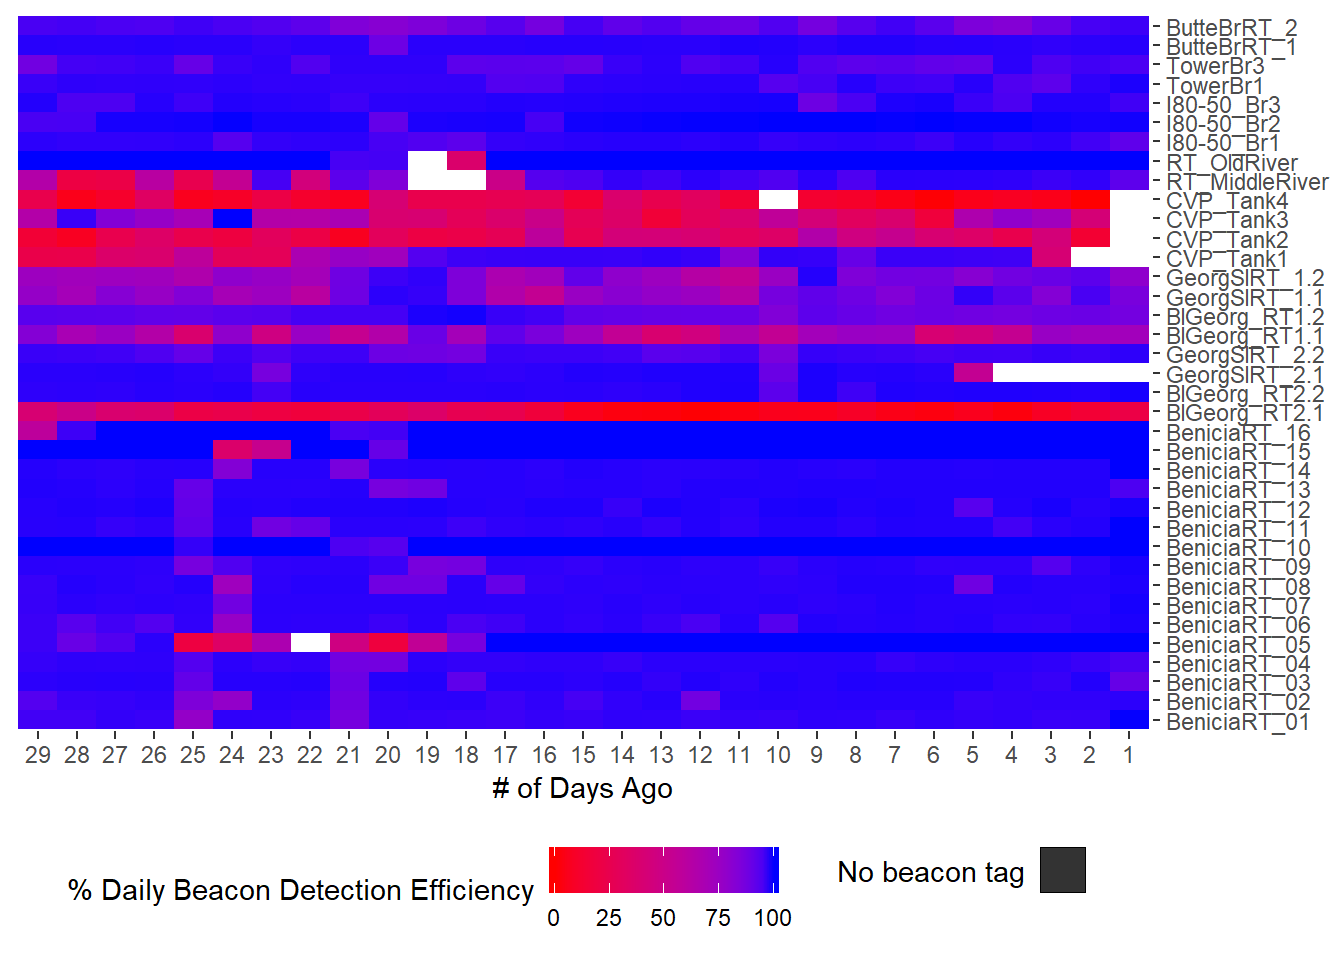 ButteBrRT_2
ButteBrRT_1
TowerBr3
TowerBr1
I80-50_Br3
I80-50_Br2
I80-50_Br1
RT_OldRiver
RT_MiddleRiver
CVP_Tank4
CVP_Tank3
CVP_Tank2
CVP_Tank1
GeorgSlRT_1.2
GeorgSlRT_1.1
BlGeorg_RT1.2
BlGeorg_RT1.1
GeorgSlRT_2.2
GeorgSlRT_2.1
BlGeorg_RT2.2
BlGeorg_RT2.1
BeniciaRT_16
BeniciaRT_15
BeniciaRT_14
BeniciaRT_13
BeniciaRT_12
BeniciaRT_11
BeniciaRT_10
BeniciaRT_09
BeniciaRT_08
BeniciaRT_07
BeniciaRT_06
BeniciaRT_05
BeniciaRT_04
BeniciaRT_03
BeniciaRT_02
BeniciaRT_01
29 28 27 26 25 24 23 22 21 20 19 18 17 16 15 14 13 12 11 10 9 8 7 6 5 4 3 2 1
# of Days Ago
% Daily Beacon Detection Efficiency
0 25 50 75 100
No beacon tag